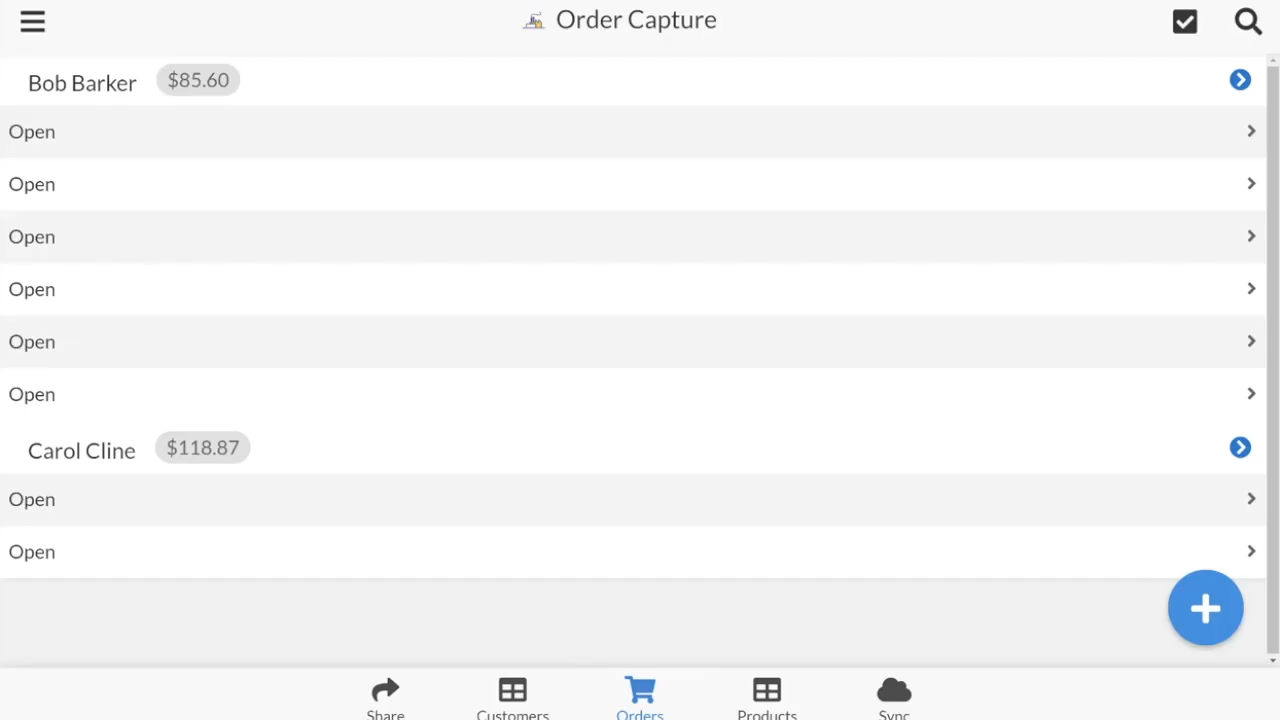 Order Capture
Bob Barker $85.60
Open
Open
Open
Open
Open
Open
Carol Cline $118.87
Open
Open
Share Customers Orders Products Sync